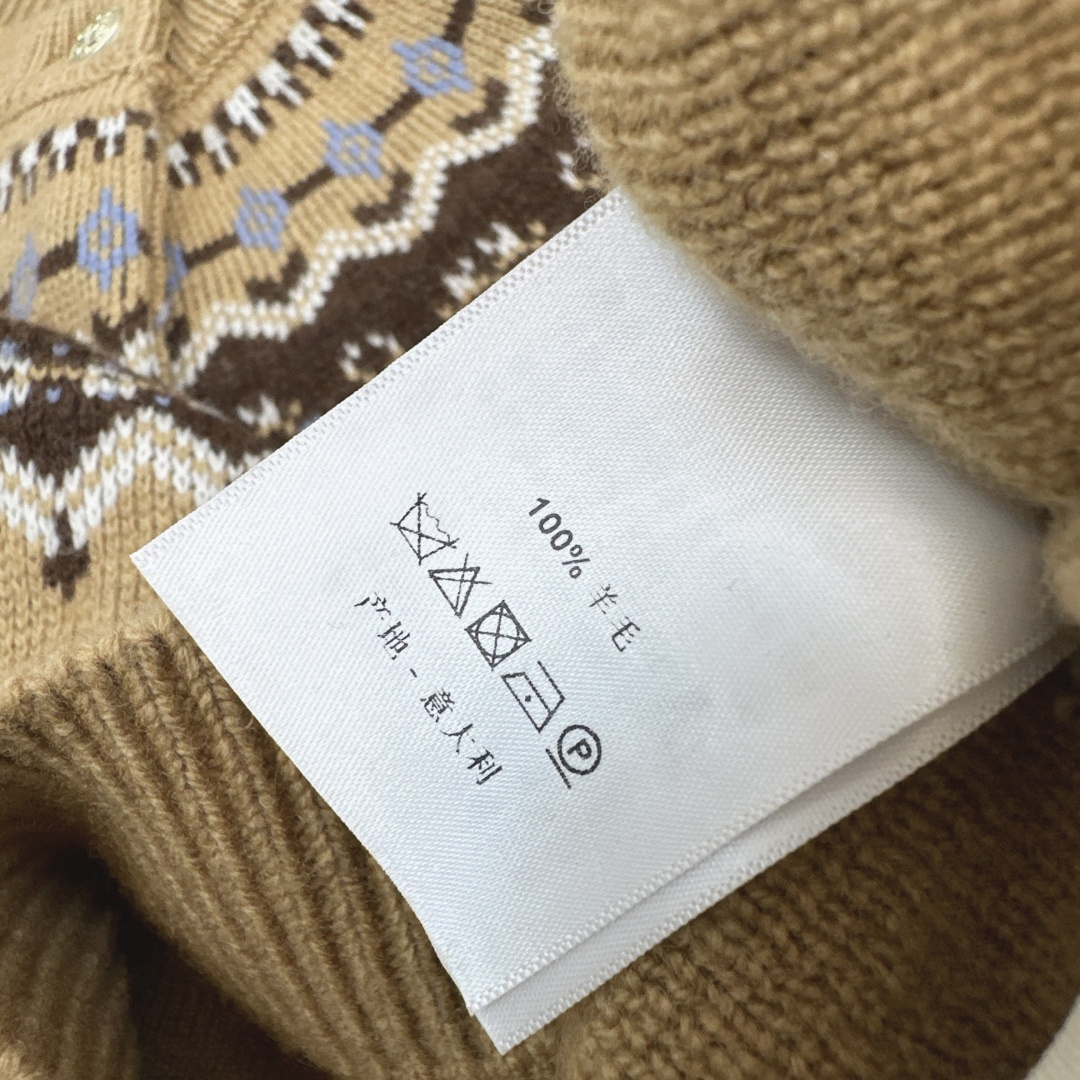 100% 羊毛
P
产地 - 意大利